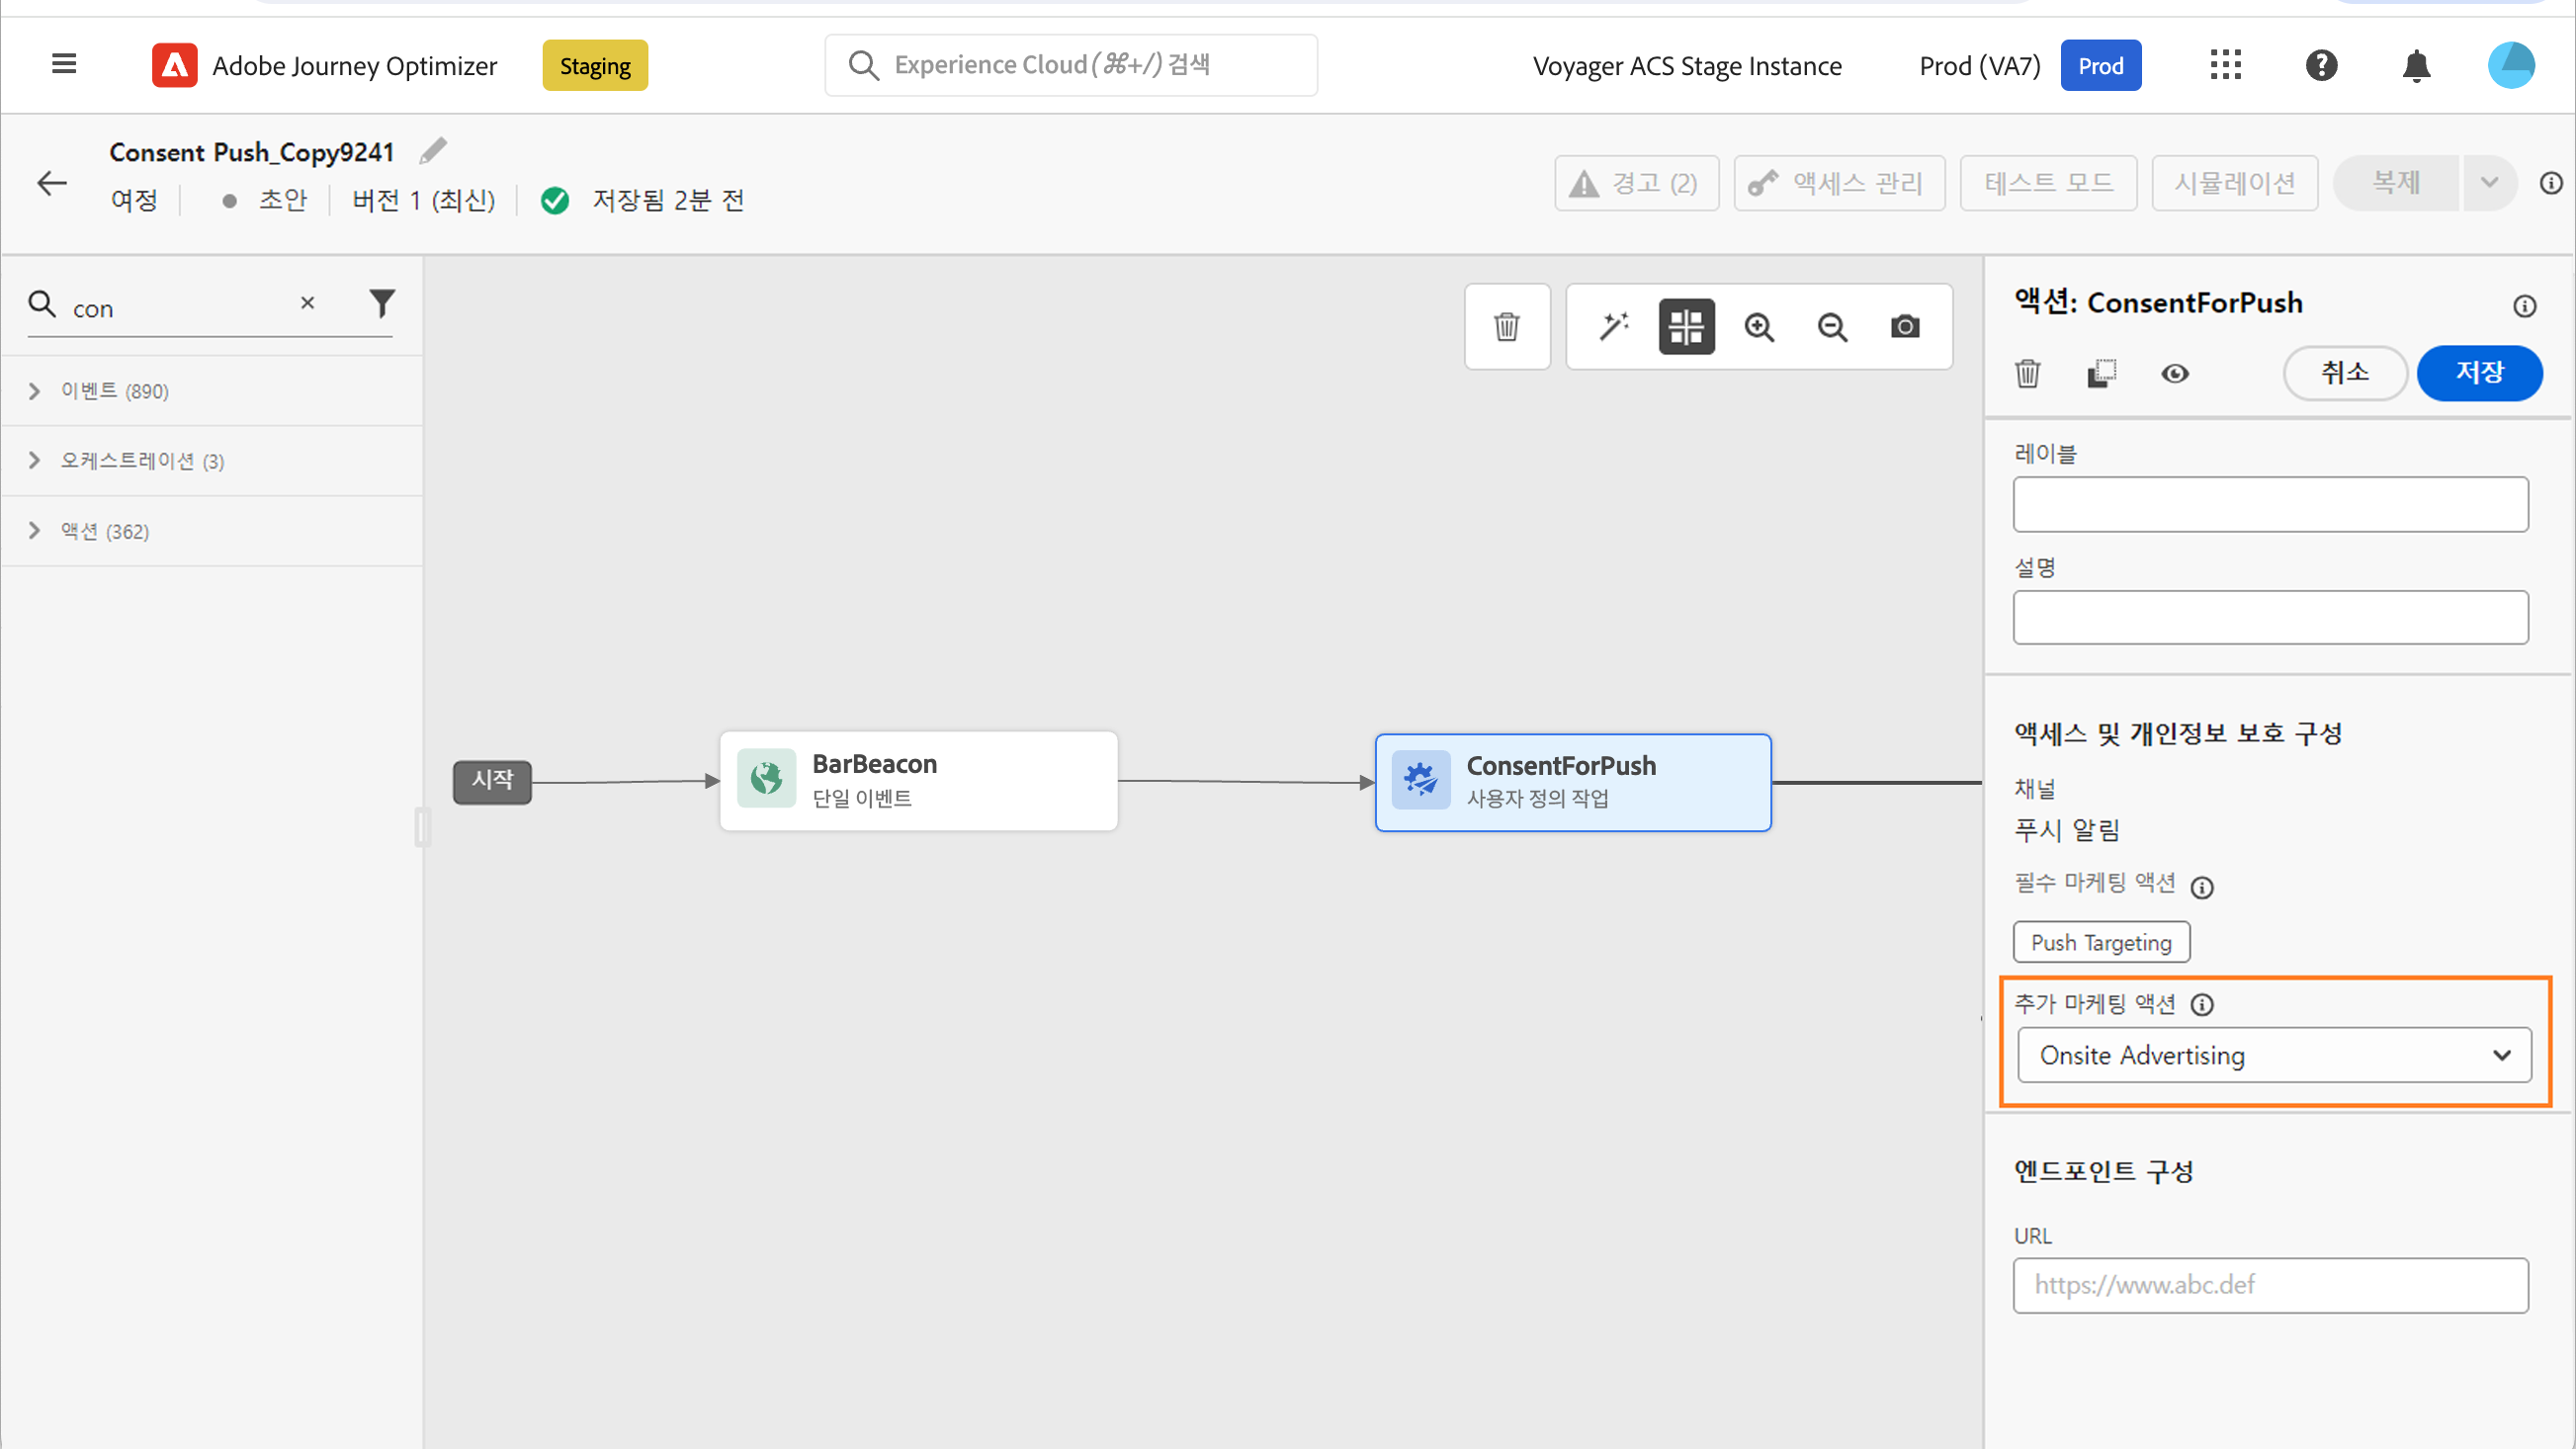 Adobe Journey Optimizer
Staging
Experience Cloud(⌘+/) 검색
Voyager ACS Stage Instance
Prod (VA7)
Prod
Consent Push_Copy9241
여정
초안
버전 1 (최신)
저장됨 2분 전
경고 (2)
액세스 관리
테스트 모드
시뮬레이션
복제
con
이벤트 (890)
오케스트레이션 (3)
액션 (362)
시작
BarBeacon
단일 이벤트
ConsentForPush
사용자 정의 작업
액션: ConsentForPush
취소
저장
레이블
설명
액세스 및 개인정보 보호 구성
채널
푸시 알림
필수 마케팅 액션
Push Targeting
추가 마케팅 액션
Onsite Advertising
엔드포인트 구성
URL
https://www.abc.def